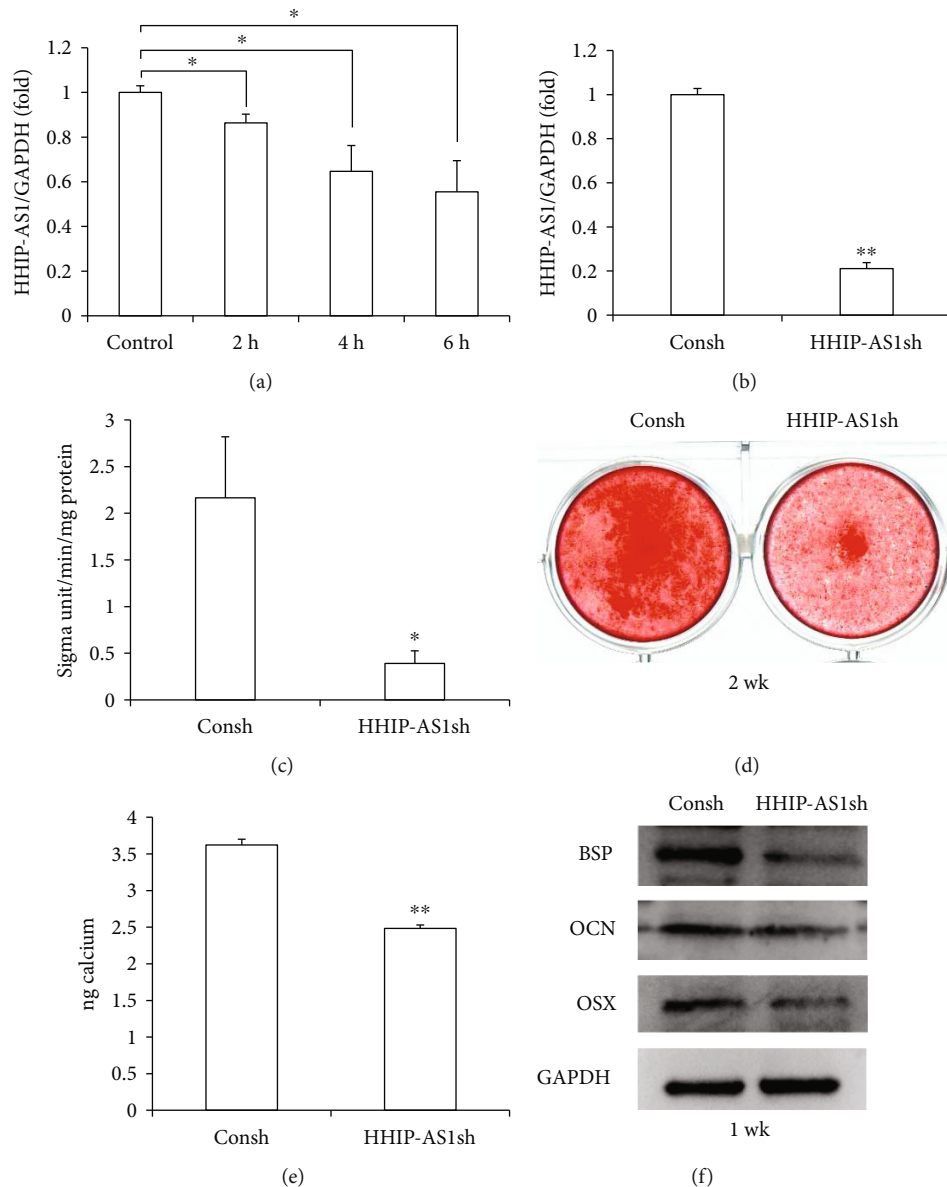 * 
* 
* 
HHIP-AS1/GAPDH (fold)
1.2
1
0.8
0.6
0.4
0.2
0
Control 2 h 4 h 6 h
(a)
HHIP-AS1/GAPDH (fold)
1.2
1
0.8
0.6
0.4
0.2
0
**
Consh HHIP-AS1sh
(b)
Sigma unit/min/mg protein
3
2.5
2
1.5
1
0.5
0
*
Consh HHIP-AS1sh
(c)
Consh HHIP-AS1sh
2 wk
(d)
ng calcium
4
3.5
3
2.5
2
1.5
1
0.5
0
**
Consh HHIP-AS1sh
(e)
Consh HHIP-AS1sh
BSP
OCN
OSX
GAPDH
1 wk
(f)